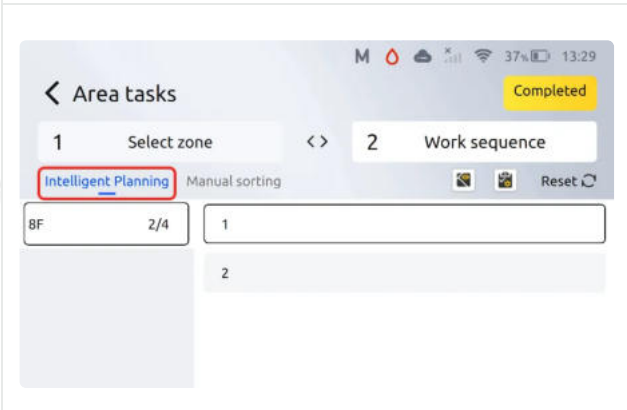 M 37% 13:29
Area tasks Completed
1 Select zone <> 2 Work sequence
Intelligent Planning Manual sorting Reset
8F 2/4 1
2